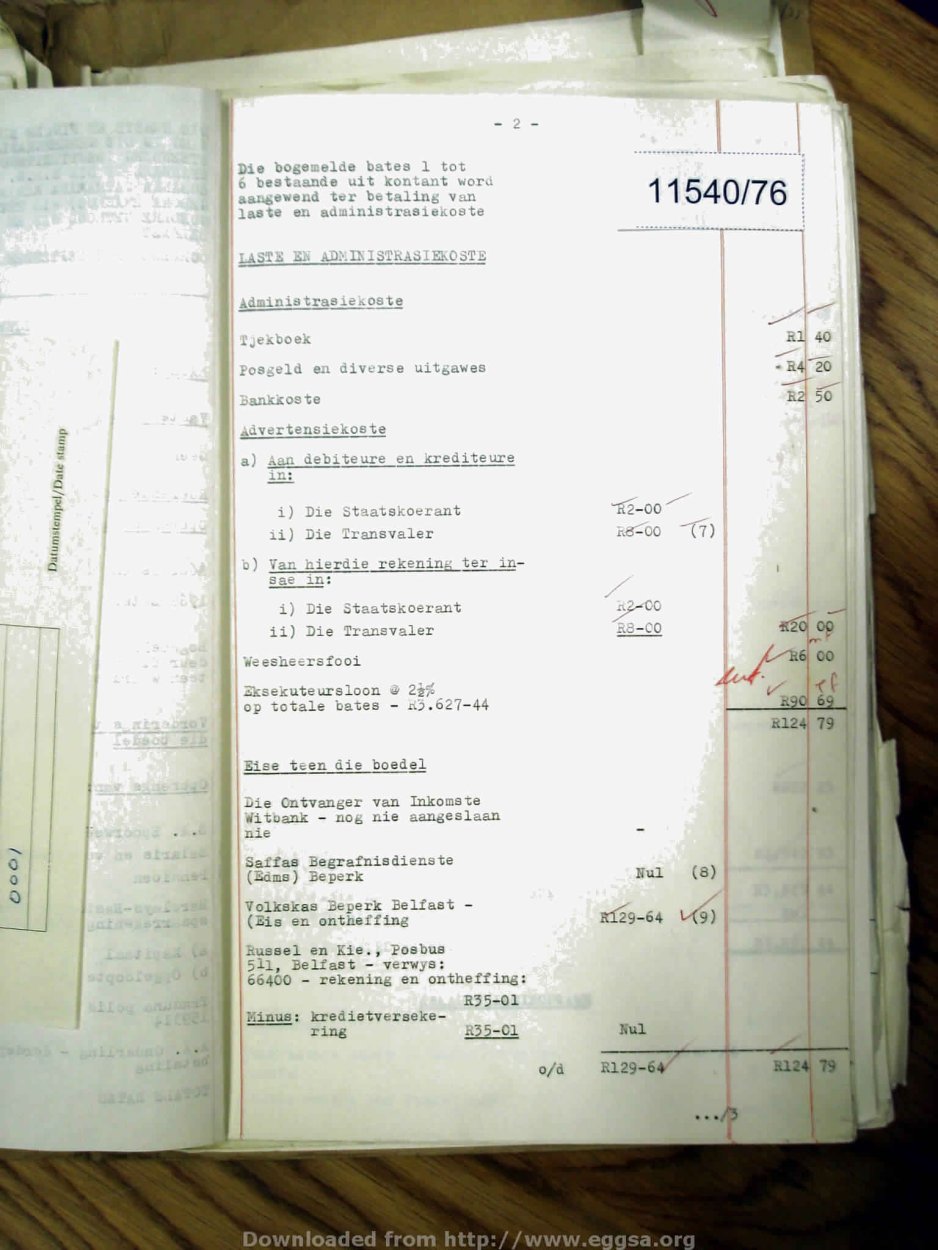 - 2 -
Die bogemelde bates 1 tot
6 bestaande uit kontant word
aangewend ter betaling van
laste en administrasiekoste
11540/76
LASTE EN ADMINISTRASIEKOSTE
Administrasiekoste
Tjekboek R1 40
Posgeld en diverse uitgawes R4 20
Bankkoste R2 50
Advertensiekoste
a) Aan debiteure en krediteure
in:
i) Die Staatskoerant R2-00
ii) Die Transvaler R8-00 (7)
b) Van hierdie rekening ter in-
sae in:
i) Die Staatskoerant R2-00
ii) Die Transvaler R8-00 R20 00
Weesheersfooi R6 00
Eksekuteursloon @ 2½%
op totale bates - R3.627-44 R90 69
R124 79
Eise teen die boedel
Die Ontvanger van Inkomste
Witbank - nog nie aangeslaan
nie -
Saffas Begrafnisdienste
(Edms) Beperk Nul (8)
Volkskas Beperk Belfast -
(Eis en ontheffing R129-64 (9)
Russel en Kie., Posbus
511, Belfast - verwys:
66400 - rekening en ontheffing:
R35-01
Minus: kredietverseke-
ring R35-01 Nul
o/d R129-64 R124 79
.../3
Datumstempel/Date stamp
Downloaded from http://www.eggsa.org